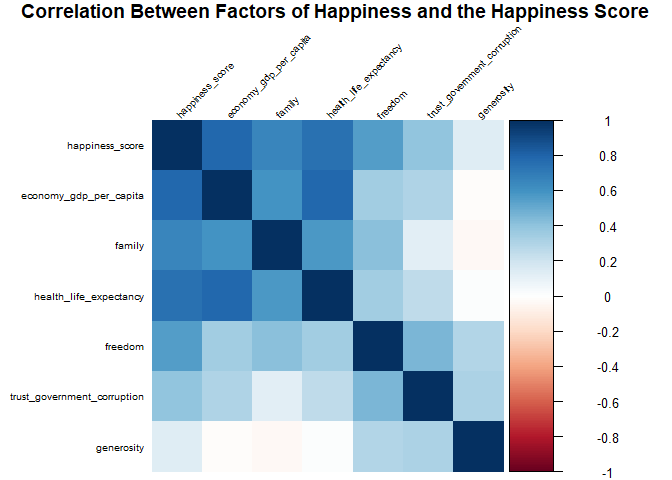 Correlation Between Factors of Happiness and the Happiness Score
happiness_score
economy_gdp_per_capita
family
health_life_expectancy
freedom
trust_government_corruption
generosity
happiness_score
economy_gdp_per_capita
family
health_life_expectancy
freedom
trust_government_corruption
generosity
1
0.8
0.6
0.4
0.2
0
-0.2
-0.4
-0.6
-0.8
-1